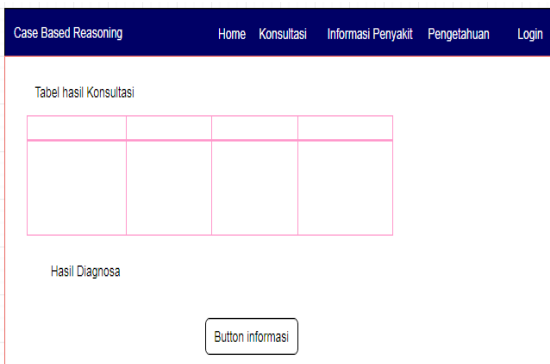 Case Based Reasoning Home Konsultasi Informasi Penyakit Pengetahuan Login
Tabel hasil Konsultasi
Hasil Diagnosa
Button informasi